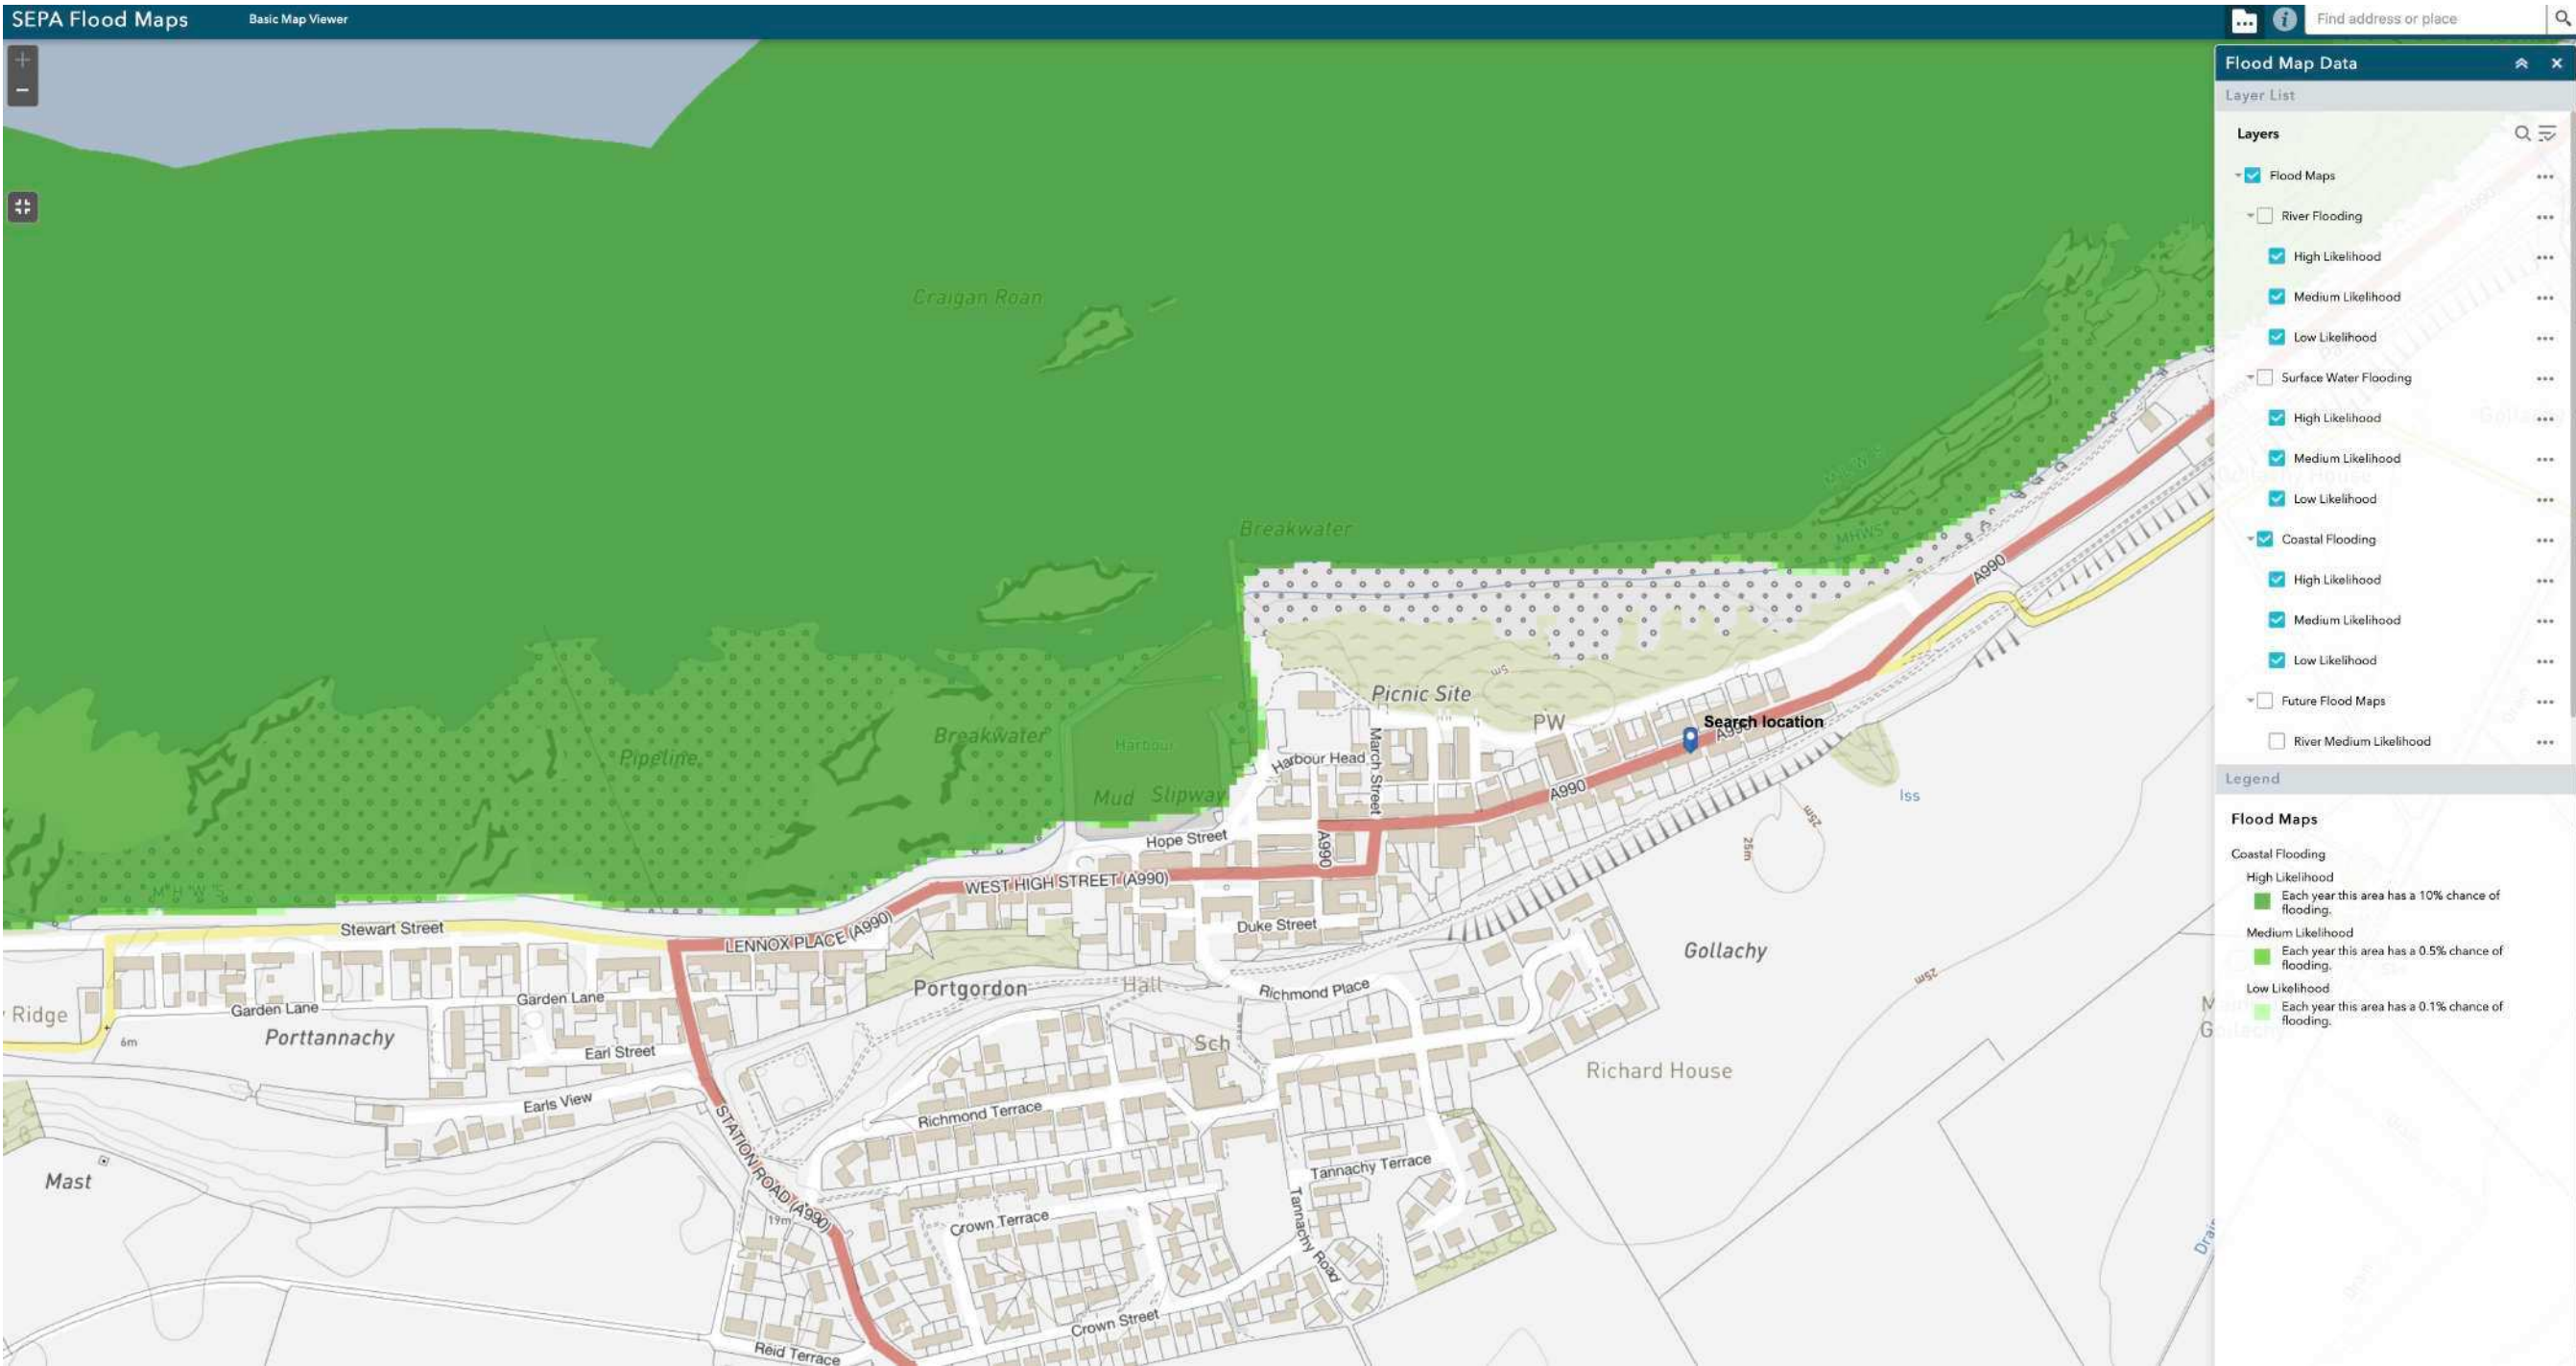 SEPA Flood Maps
Basic Map Viewer
Find address or place
Flood Map Data
Layer List
Layers
Flood Maps
River Flooding
High Likelihood
Medium Likelihood
Low Likelihood
Surface Water Flooding
High Likelihood
Medium Likelihood
Low Likelihood
Coastal Flooding
High Likelihood
Medium Likelihood
Low Likelihood
Future Flood Maps
River Medium Likelihood
Legend
Flood Maps
Coastal Flooding
High Likelihood
Each year this area has a 10% chance of
flooding.
Medium Likelihood
Each year this area has a 0.5% chance of
flooding.
Low Likelihood
Each year this area has a 0.1% chance of
flooding.
Craigan Roan
Breakwater
MHWS
A990
5m
Picnic Site
PW
Search location
A990
Breakwater
Harbour
Pipeline
Harbour Head
March Street
Mud
Slipway
A990
Iss
Hope Street
A990
25m
25m
WEST HIGH STREET (A990)
M H W S
Stewart Street
LENNOX PLACE (A990)
Duke Street
Gollachy
25m
Portgordon
Hall
Richmond Place
Garden Lane
Garden Lane
Ridge
Porttannachy
6m
Earl Street
Sch
Richard House
Earls View
Richmond Terrace
STATION ROAD (A990)
Mast
Tannachy Terrace
19m
Crown Terrace
Tannachy Road
Drain
Crown Street
Reid Terrace